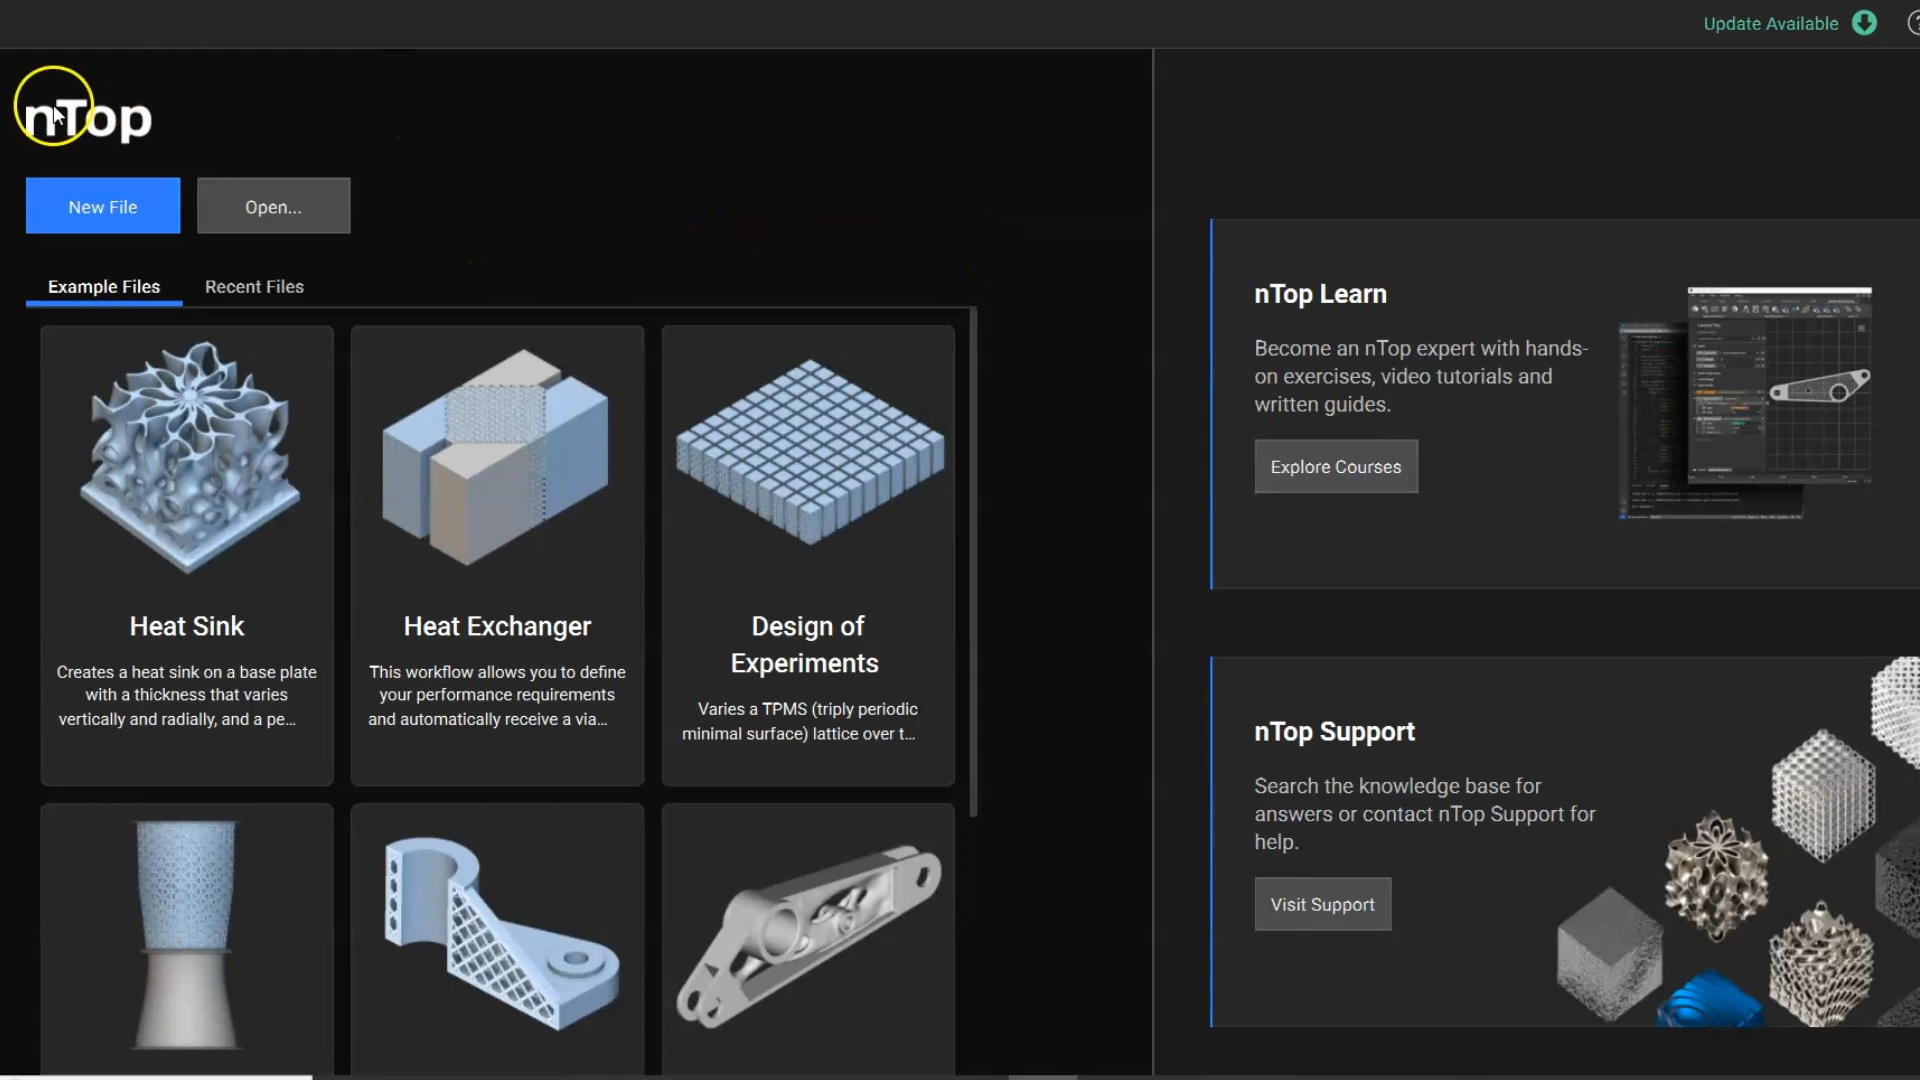 Update Available
nTop
New File
Open...
Example Files
Recent Files
Heat Sink
Creates a heat sink on a base plate
with a thickness that varies
vertically and radially, and a pe...
Heat Exchanger
This workflow allows you to define
your performance requirements
and automatically receive a via...
Design of
Experiments
Varies a TPMS (triply periodic
minimal surface) lattice over t...
nTop Learn
Become an nTop expert with hands-
on exercises, video tutorials and
written guides.
Explore Courses
nTop Support
Search the knowledge base for
answers or contact nTop Support for
help.
Visit Support